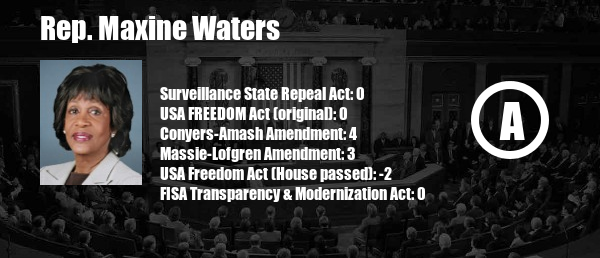 Rep. Maxine Waters
Surveillance State Repeal Act: 0
USA FREEDOM Act (original): 0
Conyers-Amash Amendment: 4
Massie-Lofgren Amendment: 3
USA Freedom Act (House passed): -2
FISA Transparency & Modernization Act: 0
A